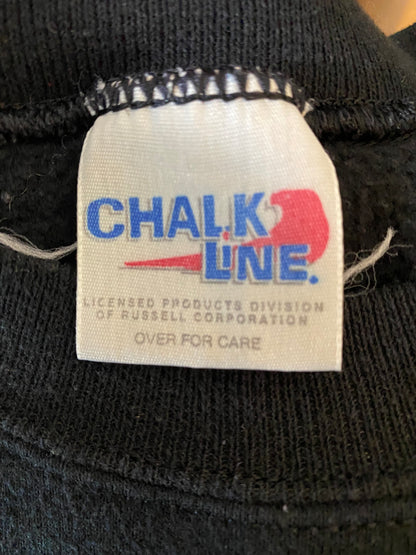 CHALK
LINE.
LICENSED PRODUCTS DIVISION
OF RUSSELL CORPORATION
OVER FOR CARE